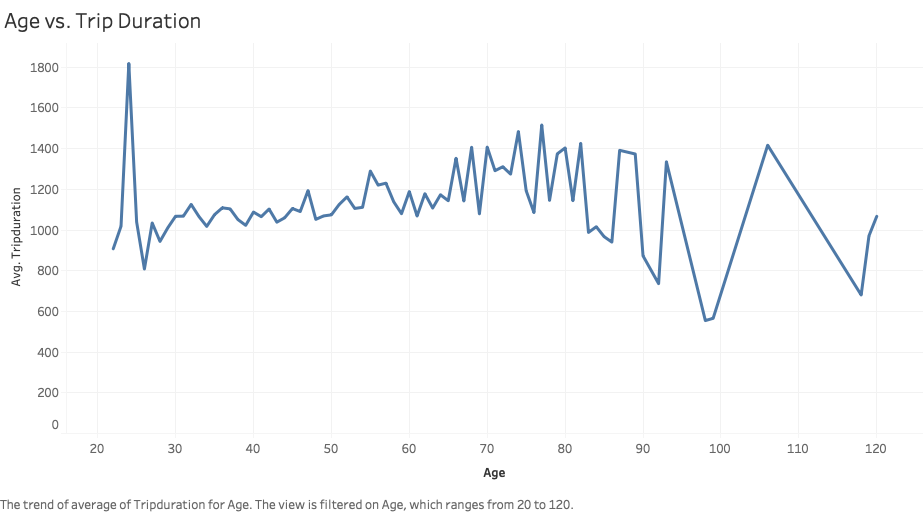 Age vs. Trip Duration
1800
1600
1400
1200
1000
800
600
400
200
0
Avg. Tripduration
20 30 40 50 60 70 80 90 100 110 120
Age
The trend of average of Tripduration for Age. The view is filtered on Age, which ranges from 20 to 120.